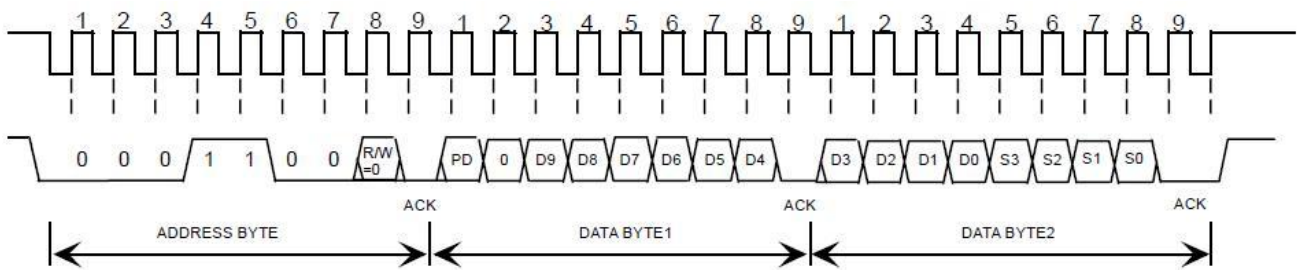 1 2 3 4 5 6 7 8 9 1 2 3 4 5 6 7 8 9 1 2 3 4 5 6 7 8 9
0 0 0 1 1 0 0 R/W =0 PD 0 D9 D8 D7 D6 D5 D4 D3 D2 D1 D0 S3 S2 S1 S0
ACK ACK ACK
ADDRESS BYTE DATA BYTE1 DATA BYTE2